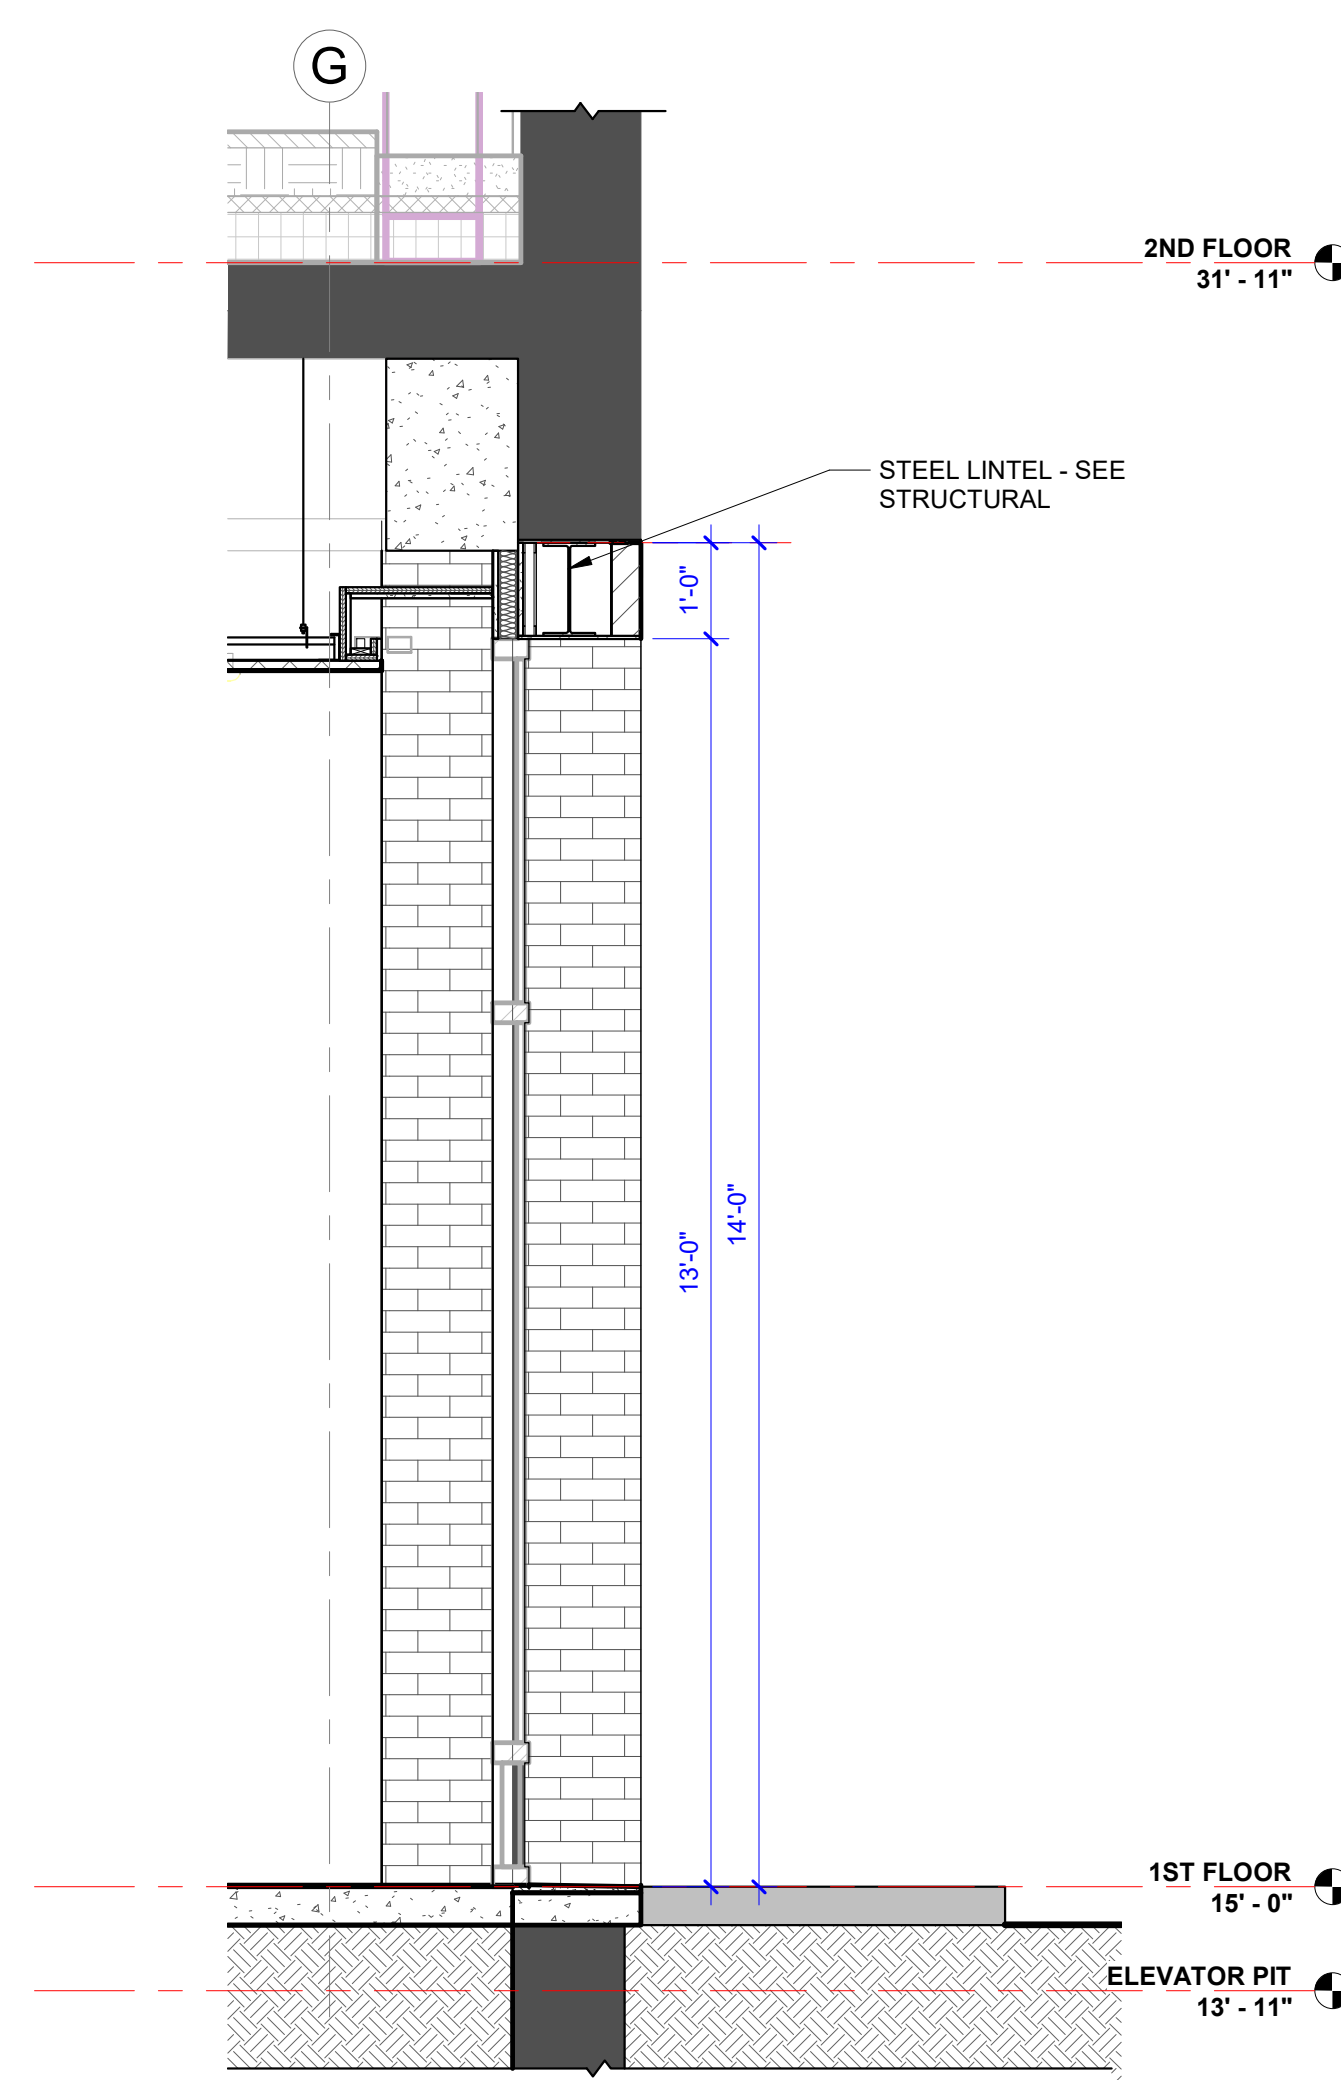 G
2ND FLOOR
31' - 11"
STEEL LINTEL - SEE
STRUCTURAL
1'-0"
14'-0"
13'-0"
1ST FLOOR
15' - 0"
ELEVATOR PIT
13' - 11"